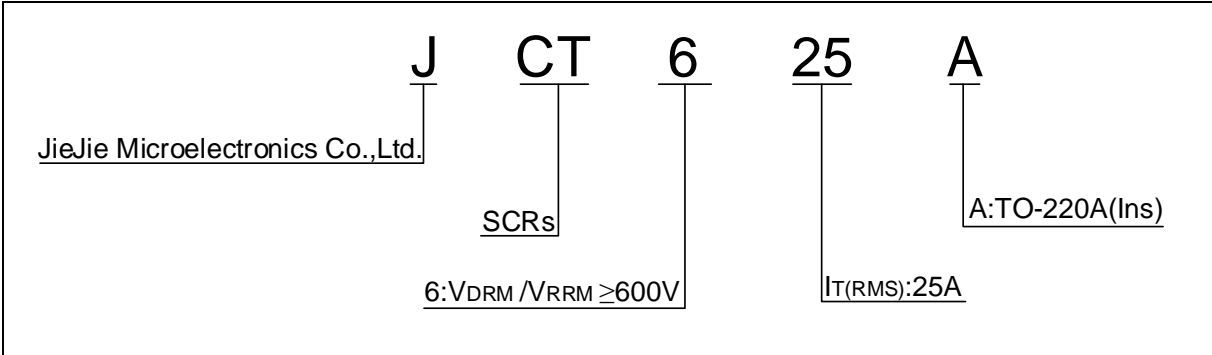 J CT 6 25 A
JieJie Microelectronics Co.,Ltd.
A:TO-220A(Ins)
SCRs
6:VDRM /VRRM ≥600V
IT(RMS):25A